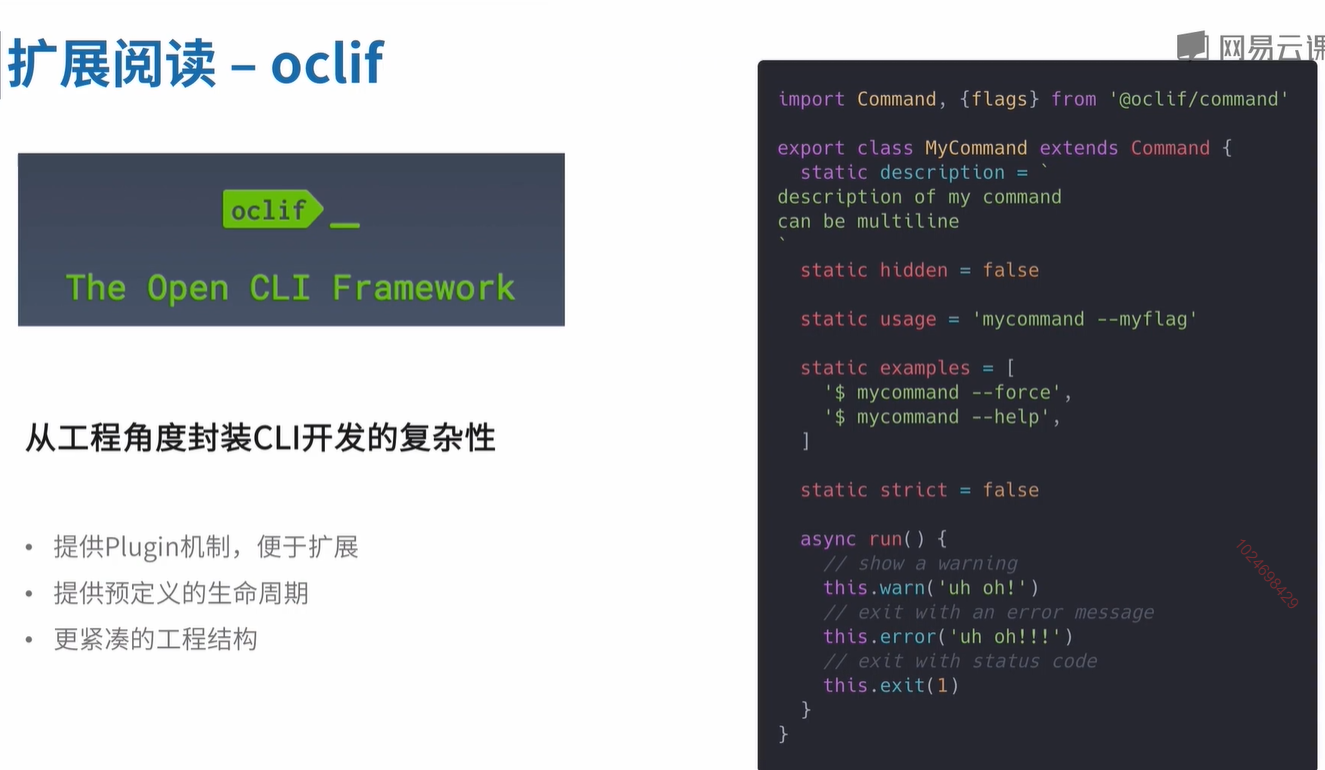 扩展阅读 – oclif
网易云课
oclif
The Open CLI Framework
从工程角度封装CLI开发的复杂性
• 提供Plugin机制，便于扩展
• 提供预定义的生命周期
• 更紧凑的工程结构
import Command, {flags} from '@oclif/command'
export class MyCommand extends Command {
  static description = `
description of my command
can be multiline
`
  static hidden = false
  static usage = 'mycommand --myflag'
  static examples = [
    '$ mycommand --force',
    '$ mycommand --help',
  ]
  static strict = false
  async run() {
    // show a warning
    this.warn('uh oh!')
    // exit with an error message
    this.error('uh oh!!!')
    // exit with status code
    this.exit(1)
  }
}
1024698429